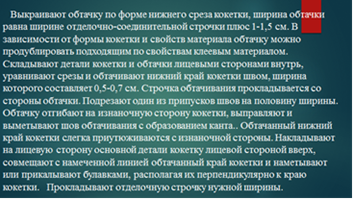 Выкраивают обтачку по форме нижнего среза кокетки, ширина обтачки
равна ширине отделочно-соединительной строчки плюс 1-1,5 см. В
зависимости от формы кокетки и свойств материала обтачку можно
продублировать подходящим по свойствам клеевым материалом.
Складывают детали кокетки и обтачки лицевыми сторонами внутрь,
уравнивают срезы и обтачивают нижний край кокетки швом, ширина
которого составляет 0,5-0,7 см. Строчка обтачивания прокладывается со
стороны обтачки. Подрезают один из припусков швов на половину ширины.
Обтачку отгибают на изнаночную сторону кокетки, выправляют и
выметывают шов обтачивания с образованием канта.. Обтачанный нижний
край кокетки слегка приутюживаются с изнаночной стороны. Накладывают
на лицевую сторону основной детали кокетку лицевой стороной вверх,
совмещают с намеченной линией обтачанный край кокетки и наметывают
или прикалывают булавками, располагая их перпендикулярно к краю
кокетки. Прокладывают отделочную строчку нужной ширины.